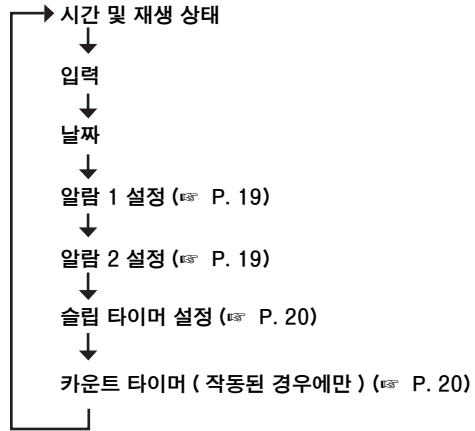 시간 및 재생 상태
입력
날짜
알람 1 설정 (☞ P. 19)
알람 2 설정 (☞ P. 19)
슬립 타이머 설정 (☞ P. 20)
카운트 타이머 ( 작동된 경우에만 ) (☞ P. 20)